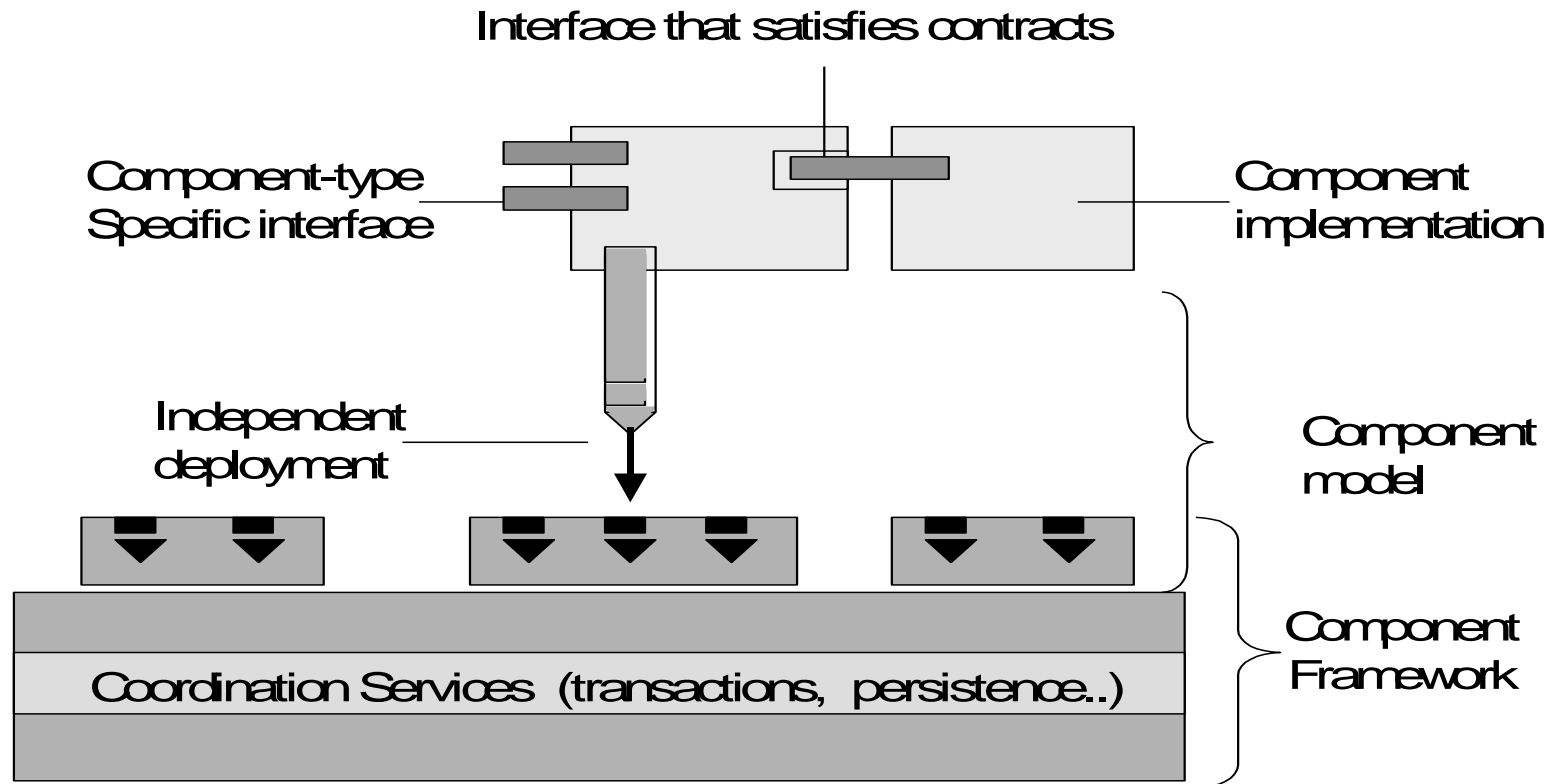 Interface that satisfies contracts
Component-type
Specific interface
Component
implementation
Independent
deployment
Component
model
Component
Framework
Coordination Services (transactions, persistence..)